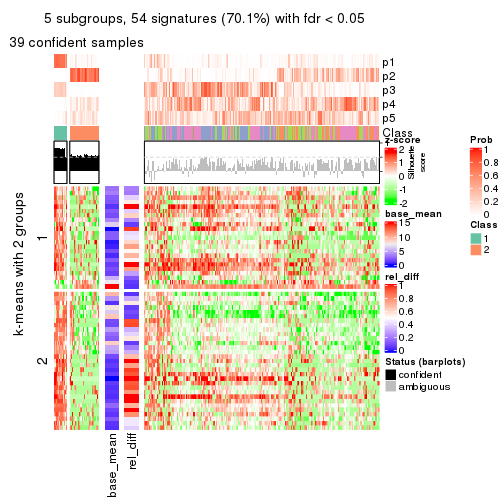 5 subgroups, 54 signatures (70.1%) with fdr < 0.05
39 confident samples
p1
p2
p3
p4
p5
Class
Silhouette
score
1
2
k-means with 2 groups
base_mean
rel_diff
z-score
2
1
0
-1
-2
base_mean
15
10
5
0
rel_diff
1
0.8
0.6
0.4
0.2
0
Status (barplots)
confident
ambiguous
Prob
1
0.8
0.6
0.4
0.2
0
Class
1
2